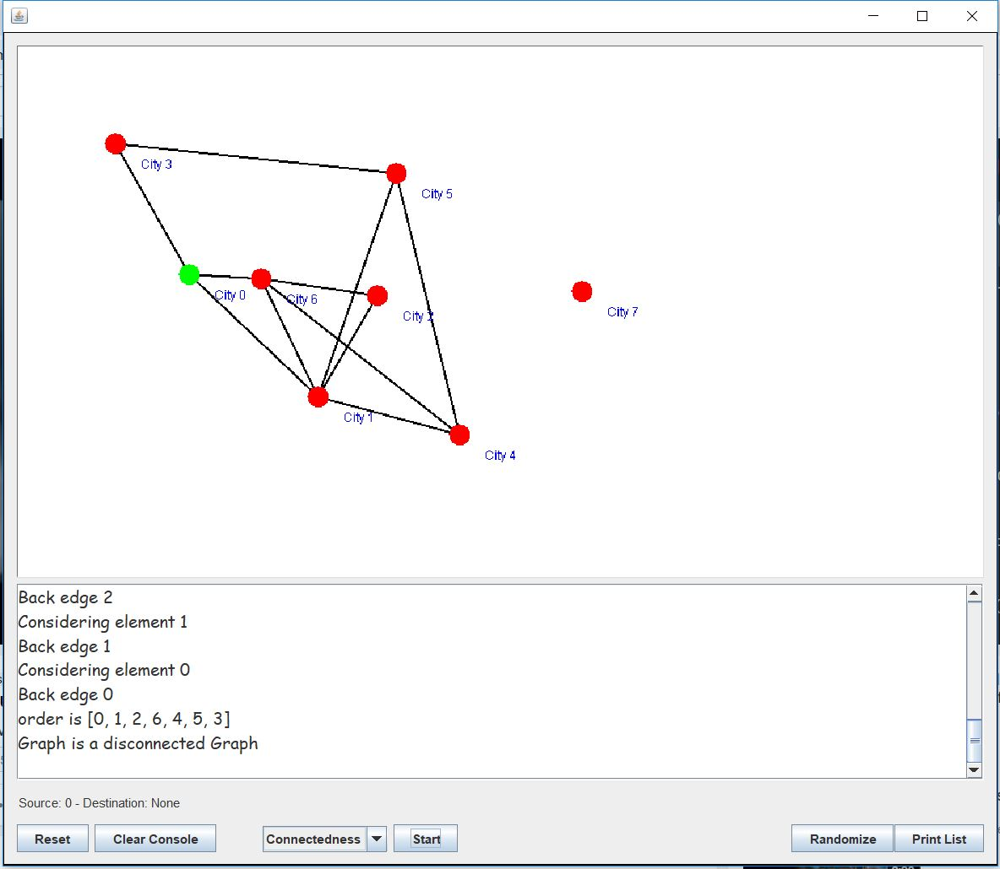 City 3
City 5
City 0
City 6
City 2
City 7
City 1
City 4
Back edge 2
Considering element 1
Back edge 1
Considering element 0
Back edge 0
order is [0, 1, 2, 6, 4, 5, 3]
Graph is a disconnected Graph
Source: 0 - Destination: None
Reset
Clear Console
Connectedness
Start
Randomize
Print List